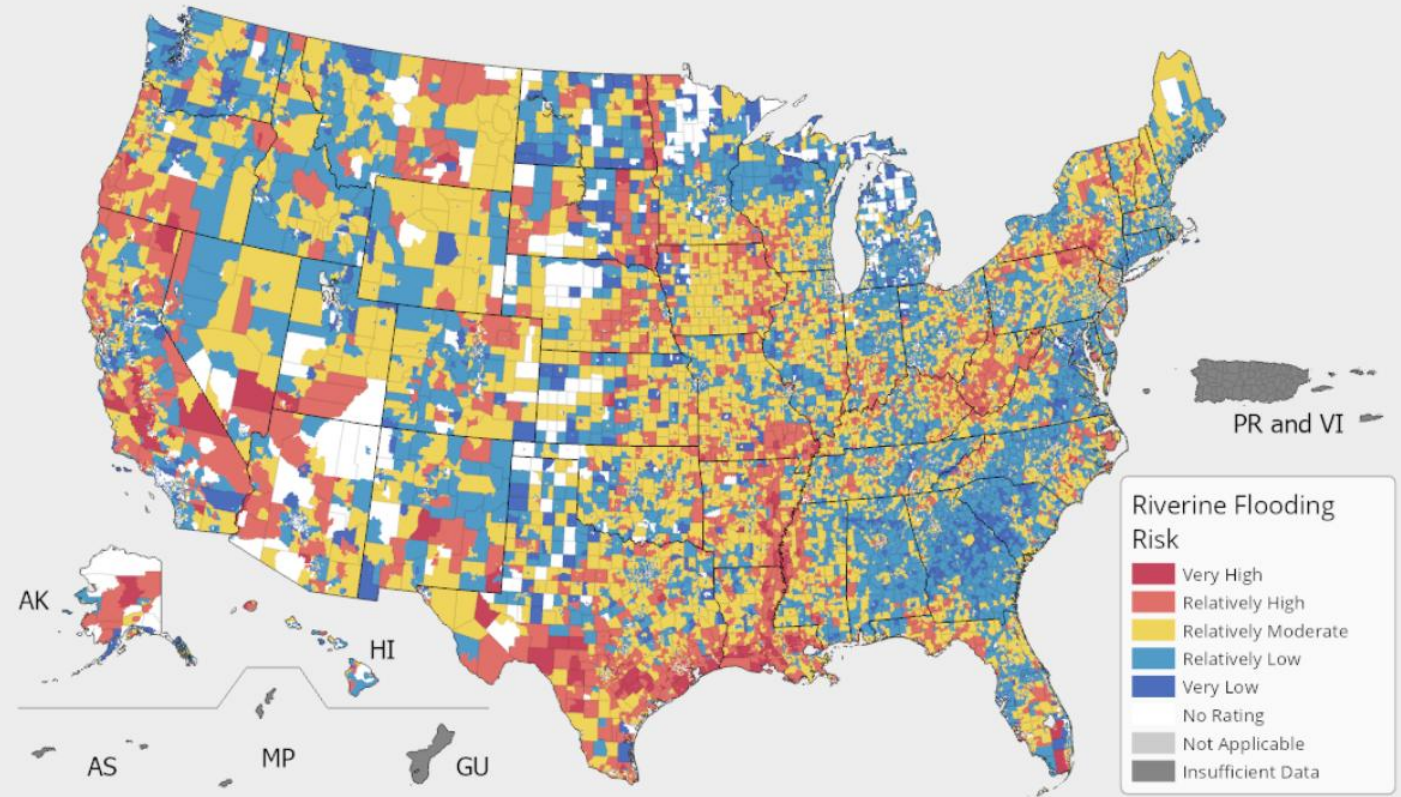 PR and VI
AK
HI
AS
MP
GU
Riverine Flooding
Risk
Very High
Relatively High
Relatively Moderate
Relatively Low
Very Low
No Rating
Not Applicable
Insufficient Data